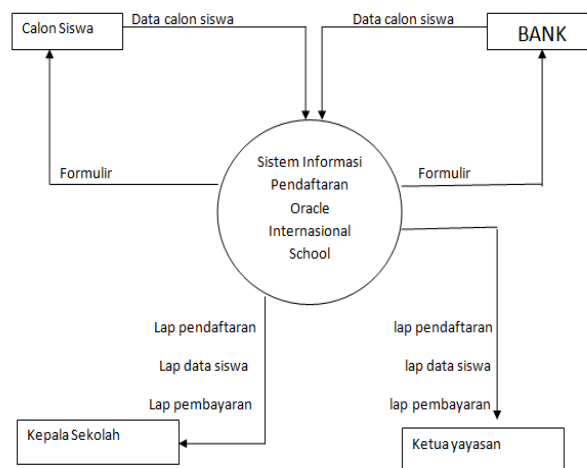 Calon Siswa
Data calon siswa
Data calon siswa
BANK
Formulir
Sistem Informasi
Pendaftaran
Oracle
Internasional
School
Formulir
Lap pendaftaran
Lap data siswa
Lap pembayaran
lap pendaftaran
lap data siswa
lap pembayaran
Kepala Sekolah
Ketua yayasan